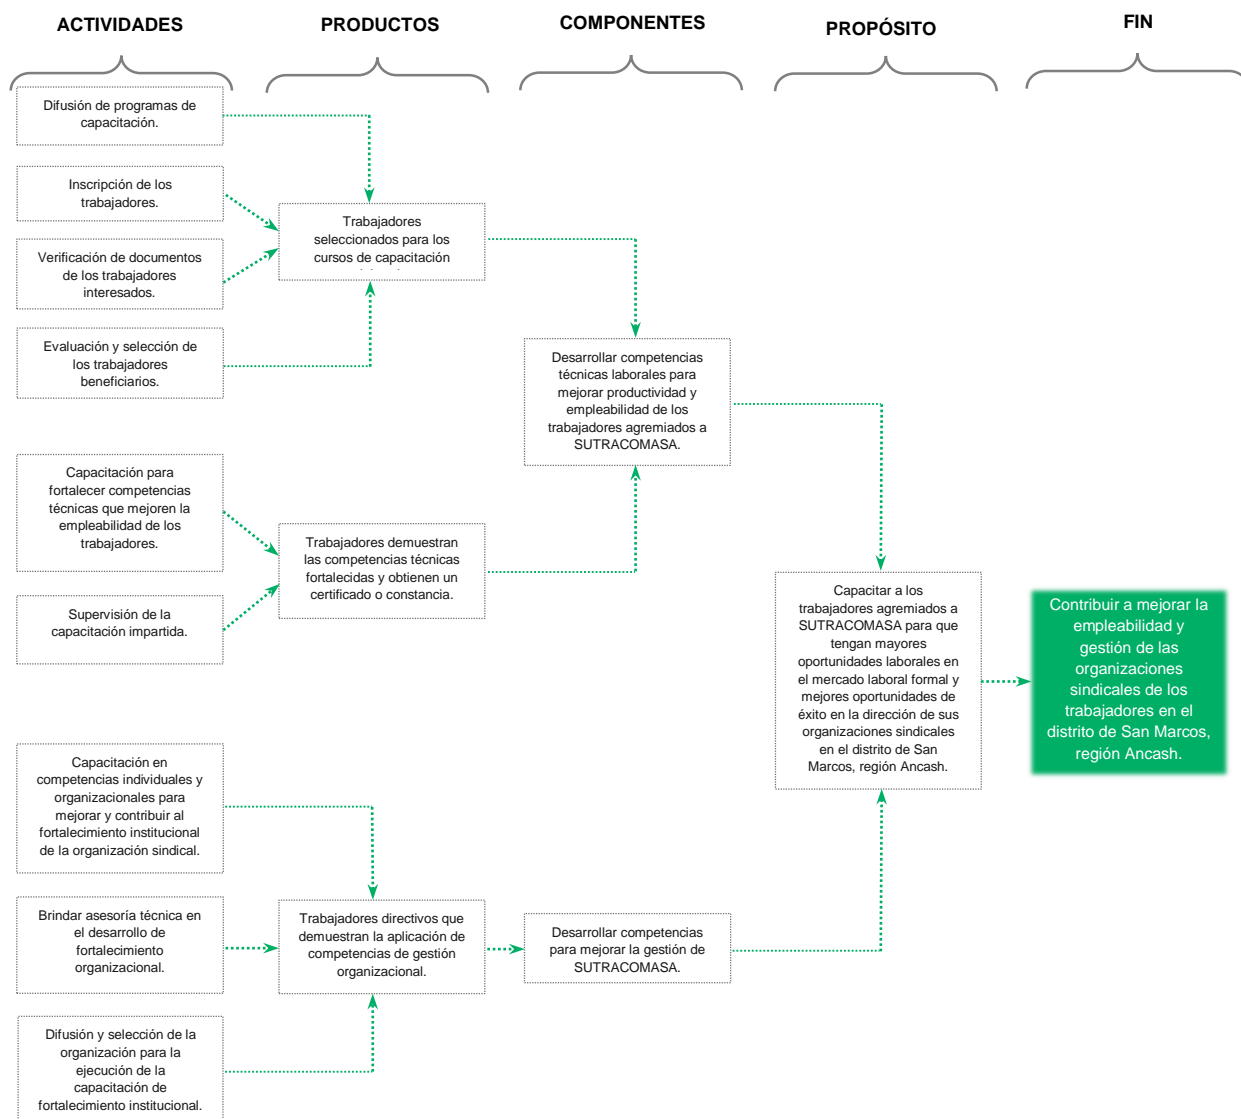 ACTIVIDADES
PRODUCTOS
COMPONENTES
PROPÓSITO
FIN
Difusión de programas de
capacitación.
Inscripción de los
trabajadores.
Verificación de documentos
de los trabajadores
interesados.
Evaluación y selección de
los trabajadores
beneficiarios.
Capacitación para
fortalecer competencias
técnicas que mejoren la
empleabilidad de los
trabajadores.
Supervisión de la
capacitación impartida.
Capacitación en
competencias individuales y
organizacionales para
mejorar y contribuir al
fortalecimiento institucional
de la organización sindical.
Brindar asesoría técnica en
el desarrollo de
fortalecimiento
organizacional.
Difusión y selección de la
organización para la
ejecución de la
capacitación de
fortalecimiento institucional.
Trabajadores
seleccionados para los
cursos de capacitación
Trabajadores demuestran
las competencias técnicas
fortalecidas y obtienen un
certificado o constancia.
Trabajadores directivos que
demuestran la aplicación de
competencias de gestión
organizacional.
Desarrollar competencias
técnicas laborales para
mejorar productividad y
empleabilidad de los
trabajadores agremiados a
SUTRACOMASA.
Desarrollar competencias
para mejorar la gestión de
SUTRACOMASA.
Capacitar a los
trabajadores agremiados a
SUTRACOMASA para que
tengan mayores
oportunidades laborales en
el mercado laboral formal y
mejores oportunidades de
éxito en la dirección de sus
organizaciones sindicales
en el distrito de San
Marcos, región Ancash.
Contribuir a mejorar la
empleabilidad y
gestión de las
organizaciones
sindicales de los
trabajadores en el
distrito de San Marcos,
región Ancash.